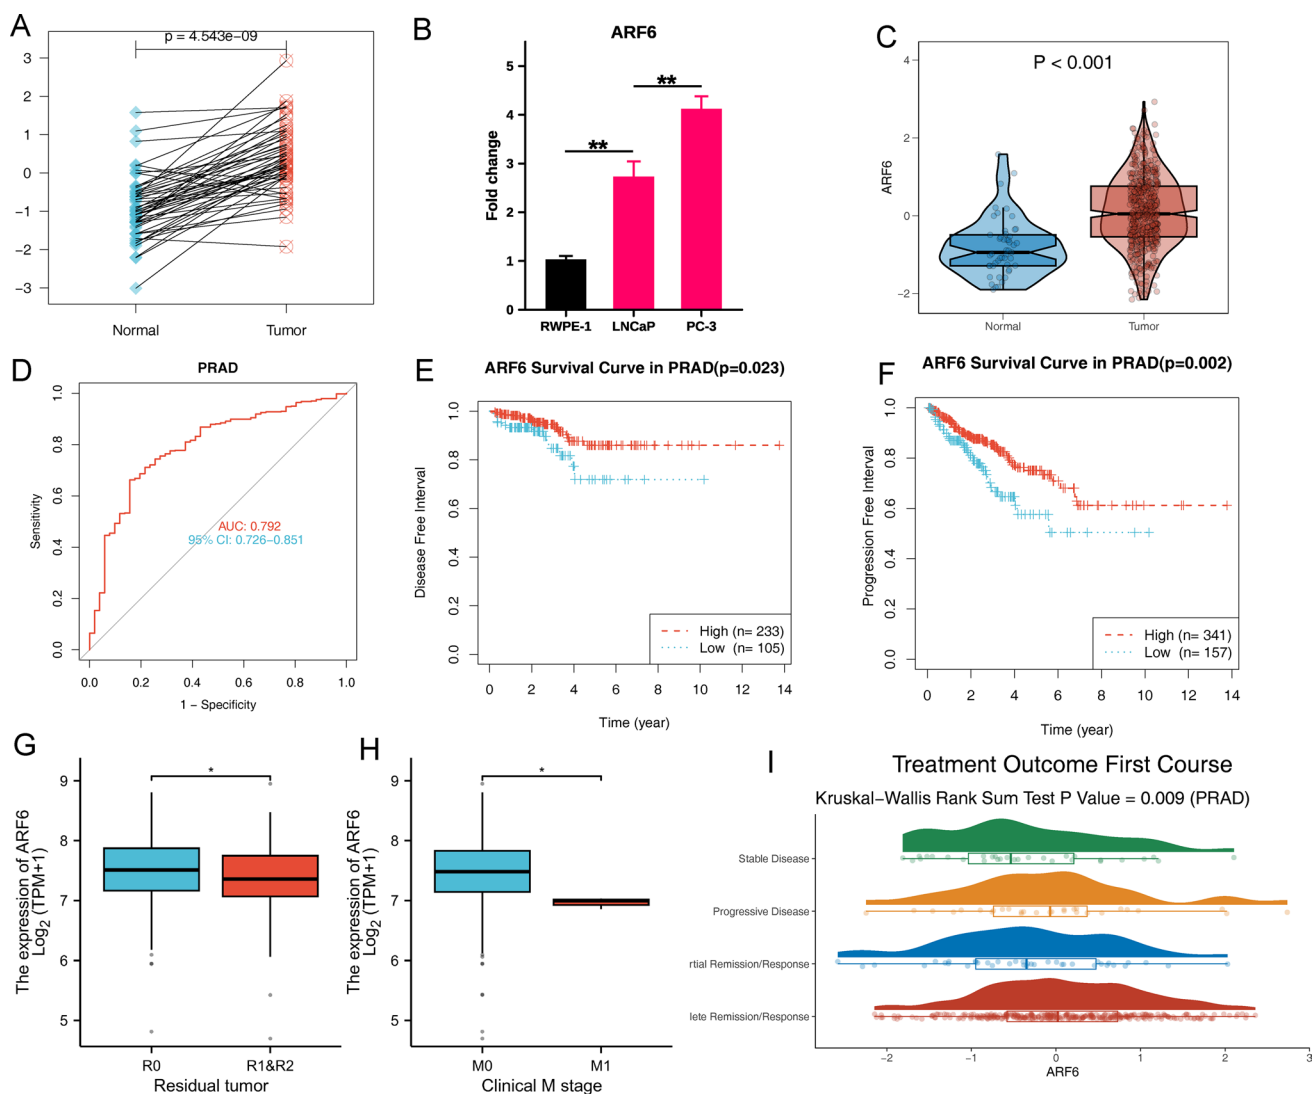 A
p = 4.543e−09
3
2
1
0
−1
−2
−3
Normal
Tumor
B
ARF6
Fold change
5
4
3
2
1
0
**
**
RWPE-1
LNCaP
PC-3
C
P < 0.001
ARF6
4
2
0
−2
Normal
Tumor
D
PRAD
Sensitivity
1.0
0.8
0.6
0.4
0.2
0.0
AUC: 0.792
95% CI: 0.726−0.851
0.0
0.2
0.4
0.6
0.8
1.0
1 − Specificity
E
ARF6 Survival Curve in PRAD(p=0.023)
Disease Free Interval
1.0
0.8
0.6
0.4
0.2
0.0
High (n= 233)
Low (n= 105)
0
2
4
6
8
10
12
14
Time (year)
F
ARF6 Survival Curve in PRAD(p=0.002)
Progression Free Interval
1.0
0.8
0.6
0.4
0.2
0.0
High (n= 341)
Low (n= 157)
0
2
4
6
8
10
12
14
Time (year)
G
The expression of ARF6
Log2 (TPM+1)
9
8
7
6
5
*
R0
R1&R2
Residual tumor
H
The expression of ARF6
Log2 (TPM+1)
9
8
7
6
5
*
M0
M1
Clinical M stage
I
Treatment Outcome First Course
Kruskal−Wallis Rank Sum Test P Value = 0.009 (PRAD)
Stable Disease
Progressive Disease
rtial Remission/Response
lete Remission/Response
−2
−1
0
1
2
3
ARF6